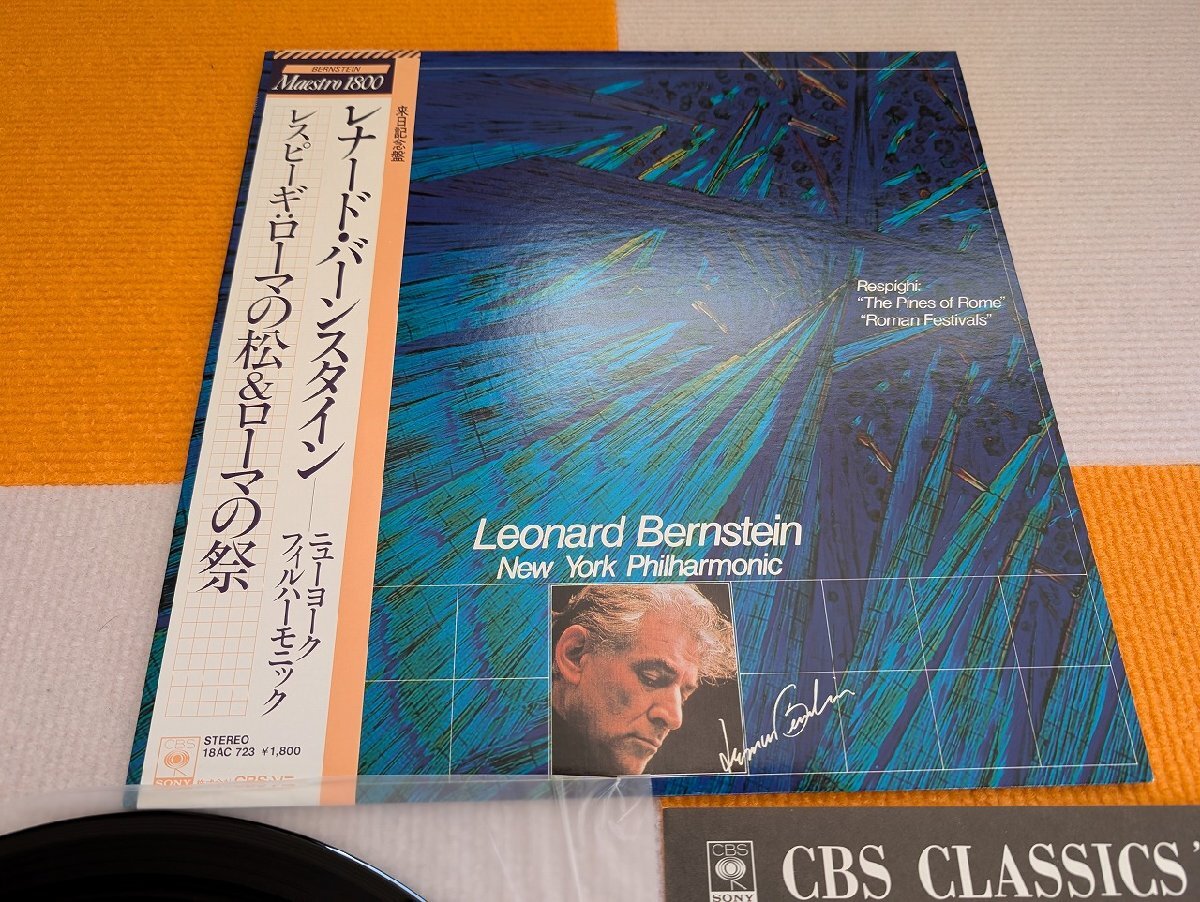 BERNSTEIN
Maestro 1800
来日記念盤
レナード・バーンスタイン
ニューヨーク
フィルハーモニック
レスピーギ:ローマの松&ローマの祭
CBS
SONY
STEREO
18AC 723 ¥1,800
Respighi:
"The Pines of Rome"
"Roman Festivals"
Leonard Bernstein
New York Philharmonic
CBS
SONY
CBS CLASSICS '